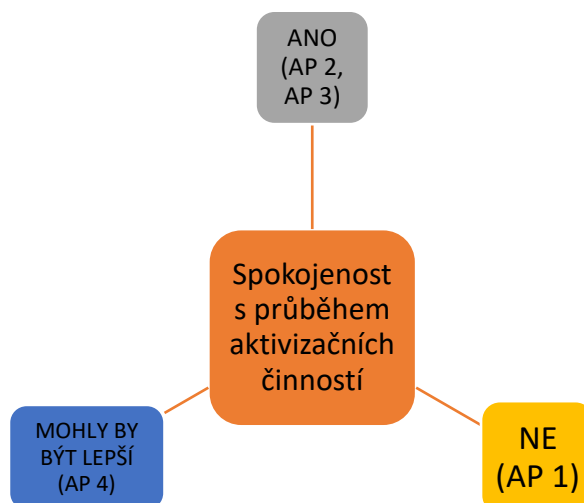 ANO
(AP 2,
AP 3)
Spokojenost
s průběhem
aktivizačních
činností
MOHLY BY
BÝT LEPŠÍ
(AP 4)
NE
(AP 1)